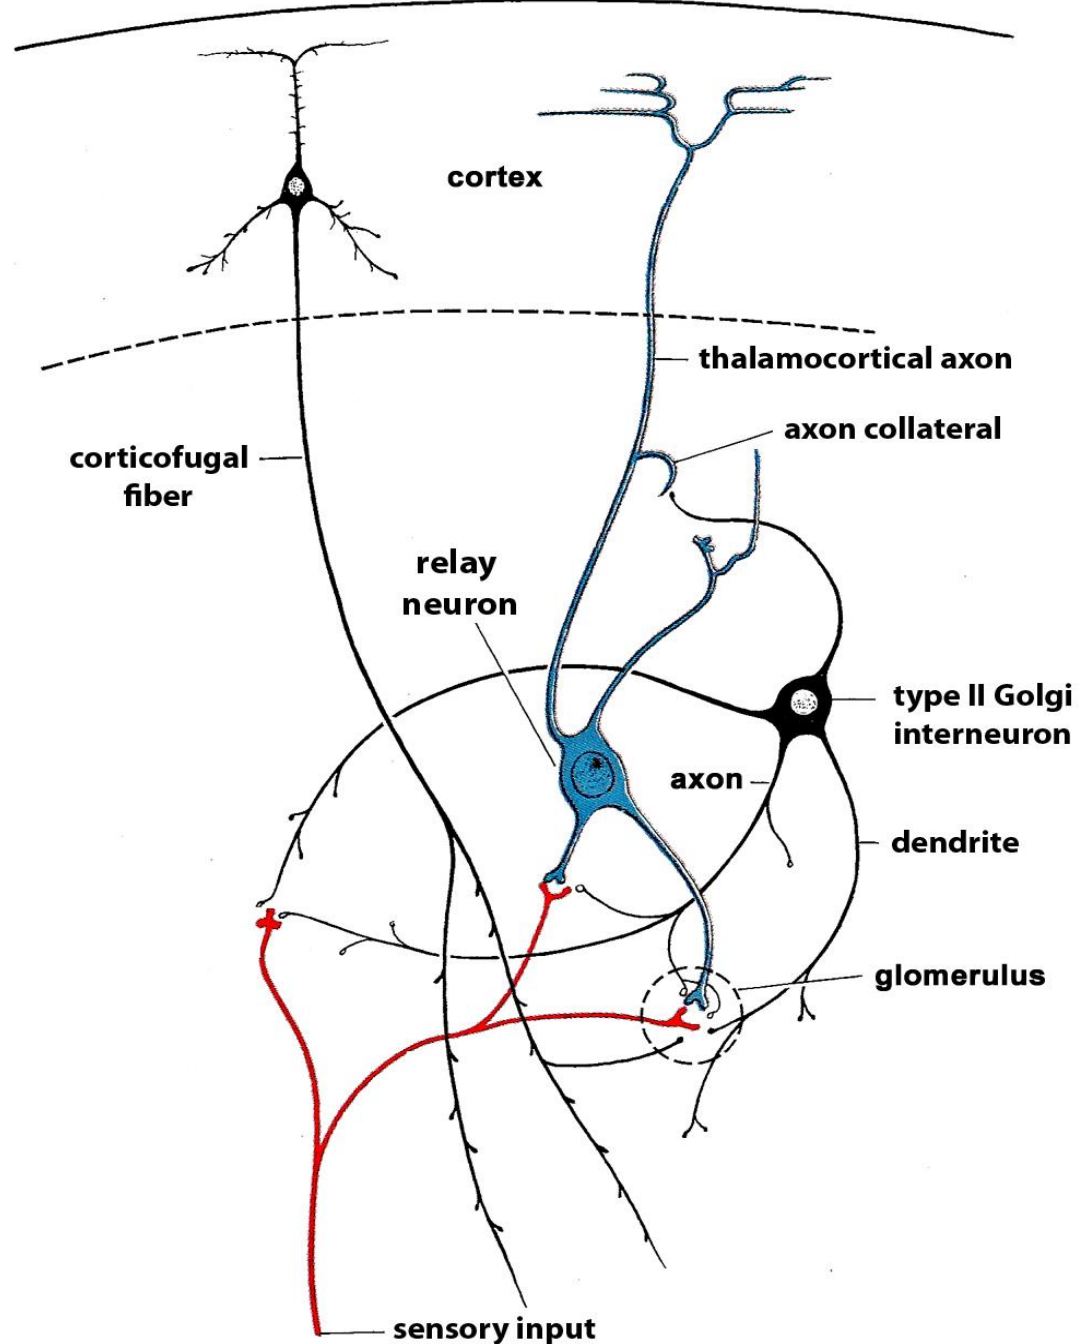 cortex
thalamocortical axon
axon collateral
corticofugal
fiber
relay
neuron
type II Golgi
interneuron
axon
dendrite
glomerulus
sensory input